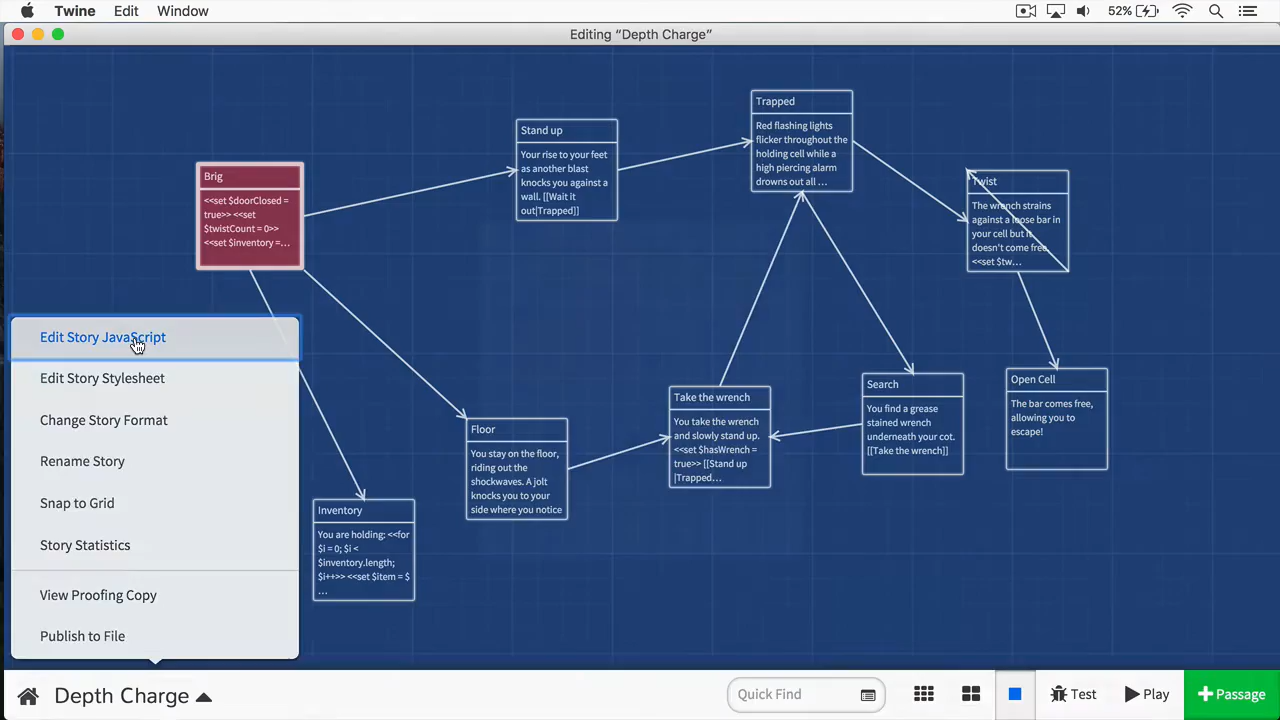 Twine Edit Window 52%
Editing “Depth Charge”
Trapped
Red flashing lights
flicker throughout the
holding cell while a
high piercing alarm
drowns out all ...
Stand up
Your rise to your feet
as another blast
knocks you against a
wall. [[Wait it
out|Trapped]]
Brig
<<set $doorClosed =
true>> <<set
$twistCount = 0>>
<<set $inventory =...
Twist
The wrench strains
against a loose bar in
your cell but it
doesn't come free.
<<set $tw...
Edit Story JavaScript
Edit Story Stylesheet
Change Story Format
Rename Story
Snap to Grid
Story Statistics
View Proofing Copy
Publish to File
Open Cell
The bar comes free,
allowing you to
escape!
Search
You find a grease
stained wrench
underneath your cot.
[[Take the wrench]]
Take the wrench
You take the wrench
and slowly stand up.
<<set $hasWrench =
true>> [[Stand up
|Trapped...
Floor
You stay on the floor,
riding out the
shockwaves. A jolt
knocks you to your
side where you notice
Inventory
You are holding: <<for
$i = 0; $i <
$inventory.length;
$i++>> <<set $item = $
...
Depth Charge
Quick Find
Test
Play
+Passage